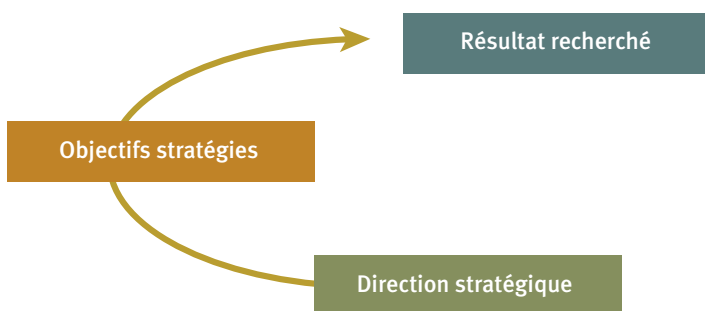 Résultat recherché
Objectifs stratégies
Direction stratégique